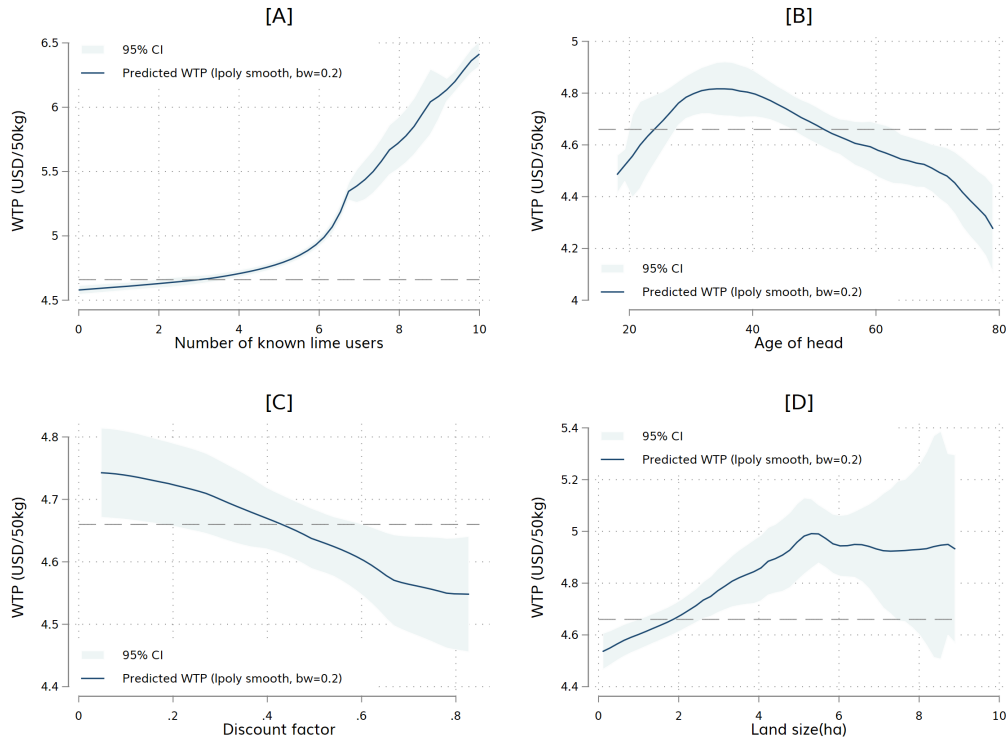 [A]
WTP (USD/50kg)
6.5
6
5.5
5
4.5
95% CI
Predicted WTP (lpoly smooth, bw=0.2)
0 2 4 6 8 10
Number of known lime users
[B]
WTP (USD/50kg)
5
4.8
4.6
4.4
4.2
4
95% CI
Predicted WTP (lpoly smooth, bw=0.2)
20 40 60 80
Age of head
[C]
WTP (USD/50kg)
4.8
4.7
4.6
4.5
4.4
95% CI
Predicted WTP (lpoly smooth, bw=0.2)
0 .2 .4 .6 .8
Discount factor
[D]
WTP (USD/50kg)
5.4
5.2
5
4.8
4.6
4.4
95% CI
Predicted WTP (lpoly smooth, bw=0.2)
0 2 4 6 8 10
Land size(ha)